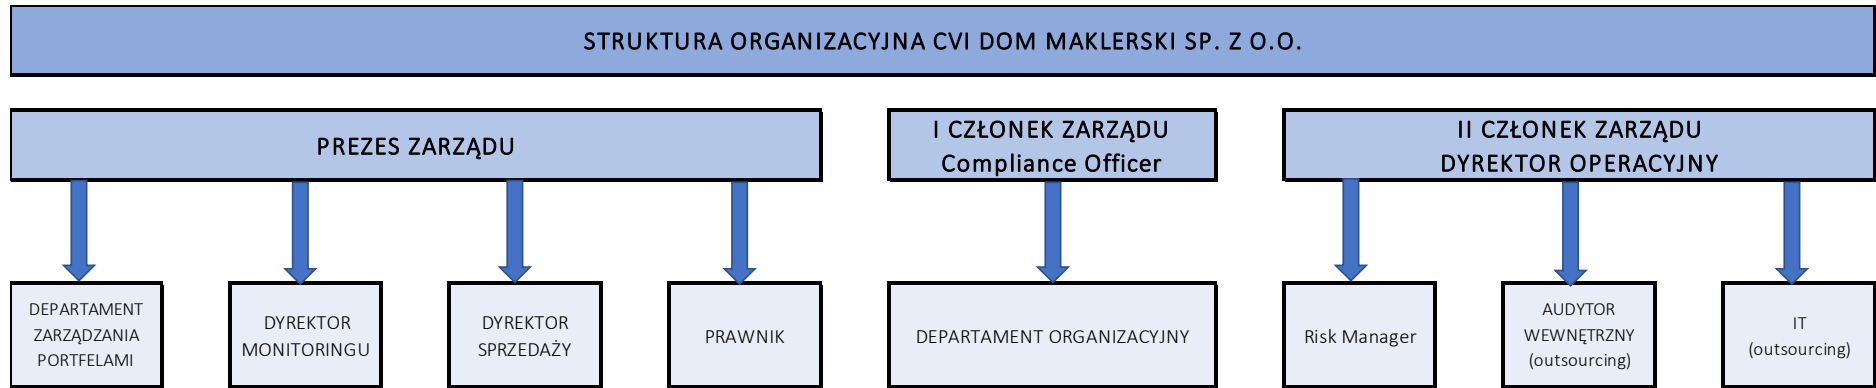 STRUKTURA ORGANIZACYJNA CVI DOM MAKLERSKI SP. Z O.O.
PREZES ZARZĄDU
I CZŁONEK ZARZĄDU
Compliance Officer
II CZŁONEK ZARZĄDU
DYREKTOR OPERACYJNY
DEPARTAMENT
ZARZĄDZANIA
PORTFELAMI
DYREKTOR
MONITORINGU
DYREKTOR
SPRZEDAŻY
PRAWNIK
DEPARTAMENT ORGANIZACYJNY
Risk Manager
AUDYTOR
WEWNĘTRZNY
(outsourcing)
IT
(outsourcing)